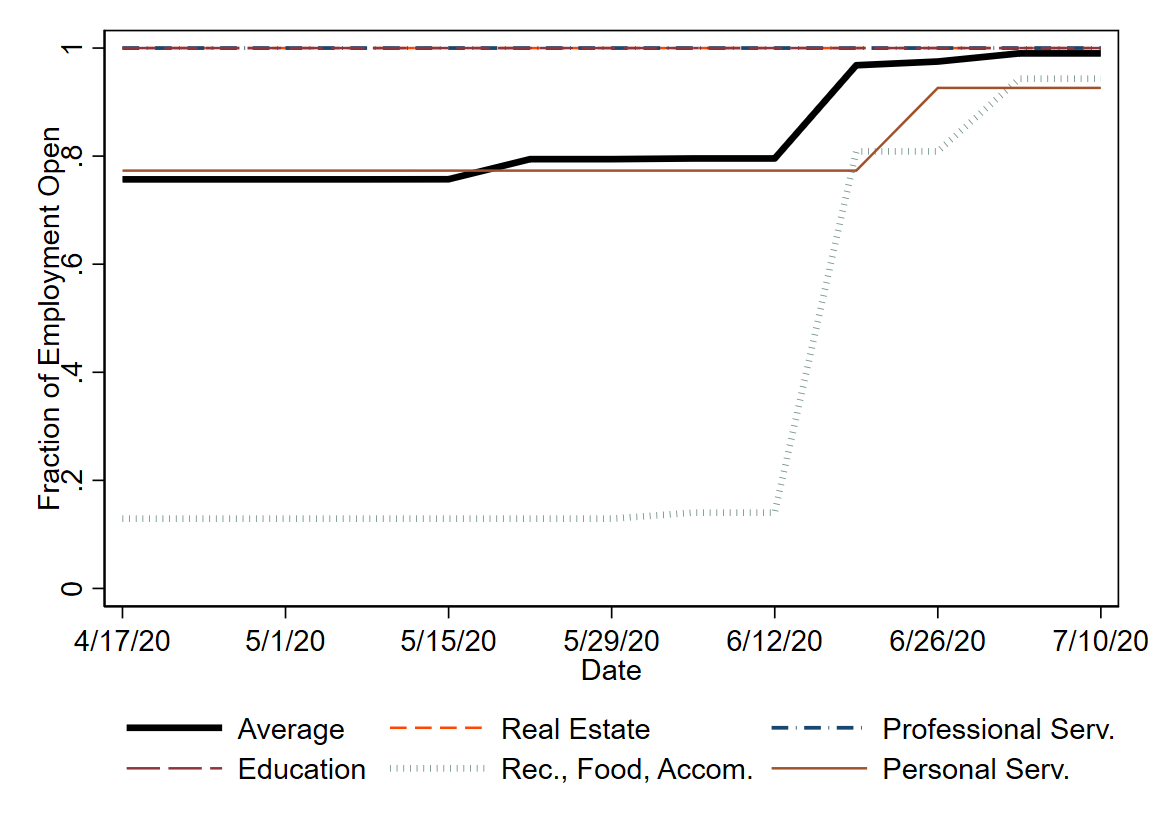 Fraction of Employment Open
1
.8
.6
.4
.2
0
4/17/20 5/1/20 5/15/20 5/29/20 6/12/20 6/26/20 7/10/20
Date
Average Real Estate Professional Serv.
Education Rec., Food, Accom. Personal Serv.